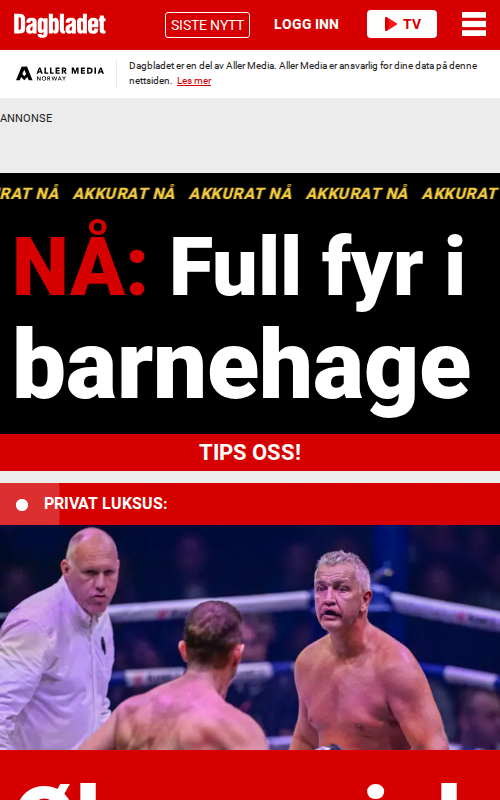 Dagbladet
SISTE NYTT
LOGG INN
TV
ALLER MEDIA
NORWAY
Dagbladet er en del av Aller Media. Aller Media er ansvarlig for dine data på denne
nettsiden. Les mer
ANNONSE
RAT NÅ AKKURAT NÅ AKKURAT NÅ AKKURAT NÅ AKKURAT
NÅ: Full fyr i
barnehage
TIPS OSS!
PRIVAT LUKSUS: